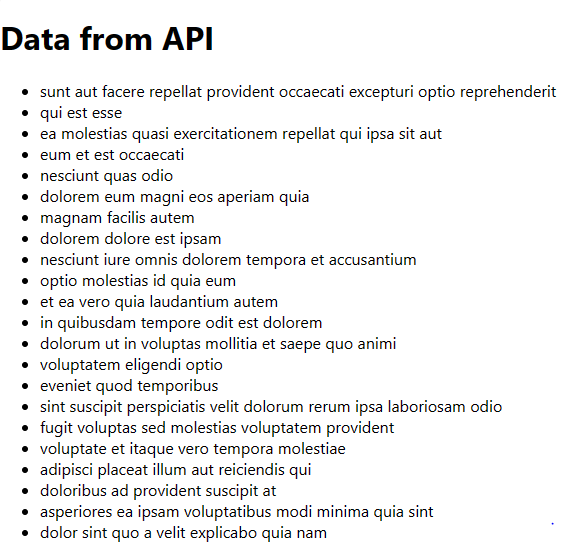 Data from API
sunt aut facere repellat provident occaecati excepturi optio reprehenderit
qui est esse
ea molestias quasi exercitationem repellat qui ipsa sit aut
eum et est occaecati
nesciunt quas odio
dolorem eum magni eos aperiam quia
magnam facilis autem
dolorem dolore est ipsam
nesciunt iure omnis dolorem tempora et accusantium
optio molestias id quia eum
et ea vero quia laudantium autem
in quibusdam tempore odit est dolorem
dolorum ut in voluptas mollitia et saepe quo animi
voluptatem eligendi optio
eveniet quod temporibus
sint suscipit perspiciatis velit dolorum rerum ipsa laboriosam odio
fugit voluptas sed molestias voluptatem provident
voluptate et itaque vero tempora molestiae
adipisci placeat illum aut reiciendis qui
doloribus ad provident suscipit at
asperiores ea ipsam voluptatibus modi minima quia sint
dolor sint quo a velit explicabo quia nam